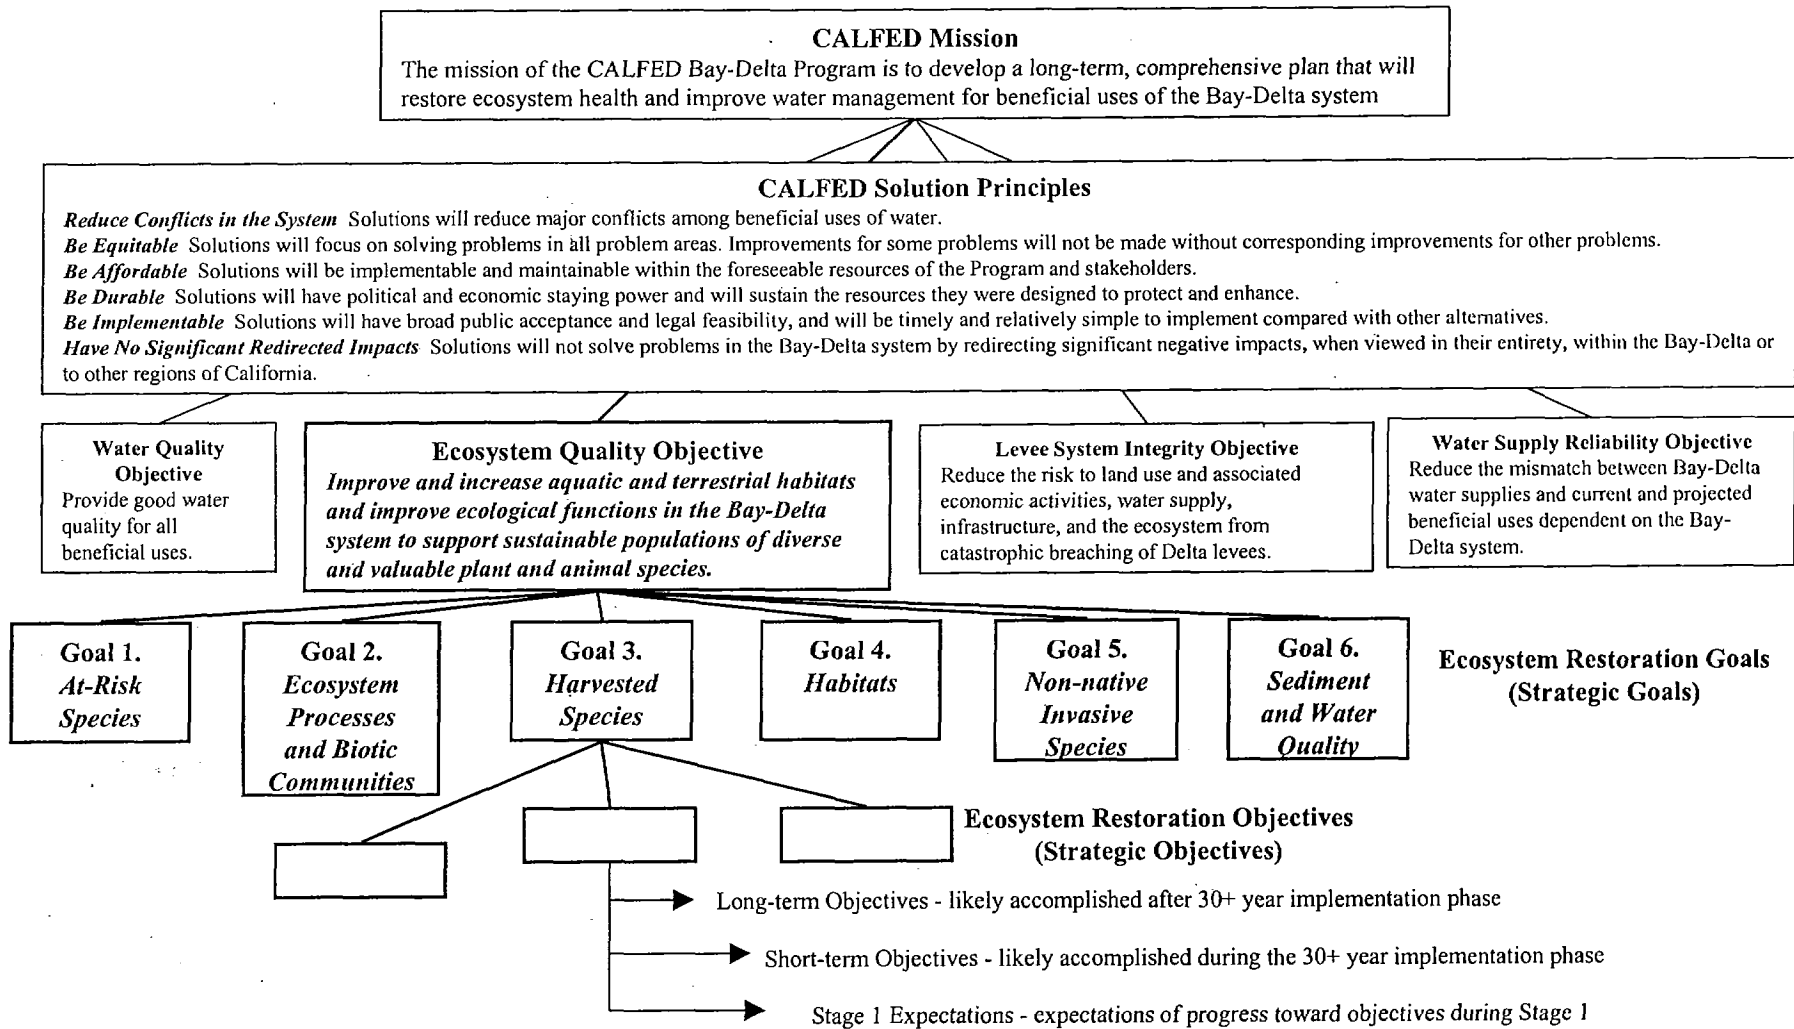 CALFED Mission
The mission of the CALFED Bay-Delta Program is to develop a long-term, comprehensive plan that will
restore ecosystem health and improve water management for beneficial uses of the Bay-Delta system
CALFED Solution Principles
Reduce Conflicts in the System Solutions will reduce major conflicts among beneficial uses of water.
Be Equitable Solutions will focus on solving problems in all problem areas. Improvements for some problems will not be made without corresponding improvements for other problems.
Be Affordable Solutions will be implementable and maintainable within the foreseeable resources of the Program and stakeholders.
Be Durable Solutions will have political and economic staying power and will sustain the resources they were designed to protect and enhance.
Be Implementable Solutions will have broad public acceptance and legal feasibility, and will be timely and relatively simple to implement compared with other alternatives.
Have No Significant Redirected Impacts Solutions will not solve problems in the Bay-Delta system by redirecting significant negative impacts, when viewed in their entirety, within the Bay-Delta or
to other regions of California.
Water Quality
Objective
Provide good water
quality for all
beneficial uses.
Ecosystem Quality Objective
Improve and increase aquatic and terrestrial habitats
and improve ecological functions in the Bay-Delta
system to support sustainable populations of diverse
and valuable plant and animal species.
Levee System Integrity Objective
Reduce the risk to land use and associated
economic activities, water supply,
infrastructure, and the ecosystem from
catastrophic breaching of Delta levees.
Water Supply Reliability Objective
Reduce the mismatch between Bay-Delta
water supplies and current and projected
beneficial uses dependent on the Bay-
Delta system.
Goal 1.
At-Risk
Species
Goal 2.
Ecosystem
Processes
and Biotic
Communities
Goal 3.
Harvested
Species
Goal 4.
Habitats
Goal 5.
Non-native
Invasive
Species
Goal 6.
Sediment
and Water
Quality
Ecosystem Restoration Goals
(Strategic Goals)
Ecosystem Restoration Objectives
(Strategic Objectives)
Long-term Objectives - likely accomplished after 30+ year implementation phase
Short-term Objectives - likely accomplished during the 30+ year implementation phase
Stage 1 Expectations - expectations of progress toward objectives during Stage 1